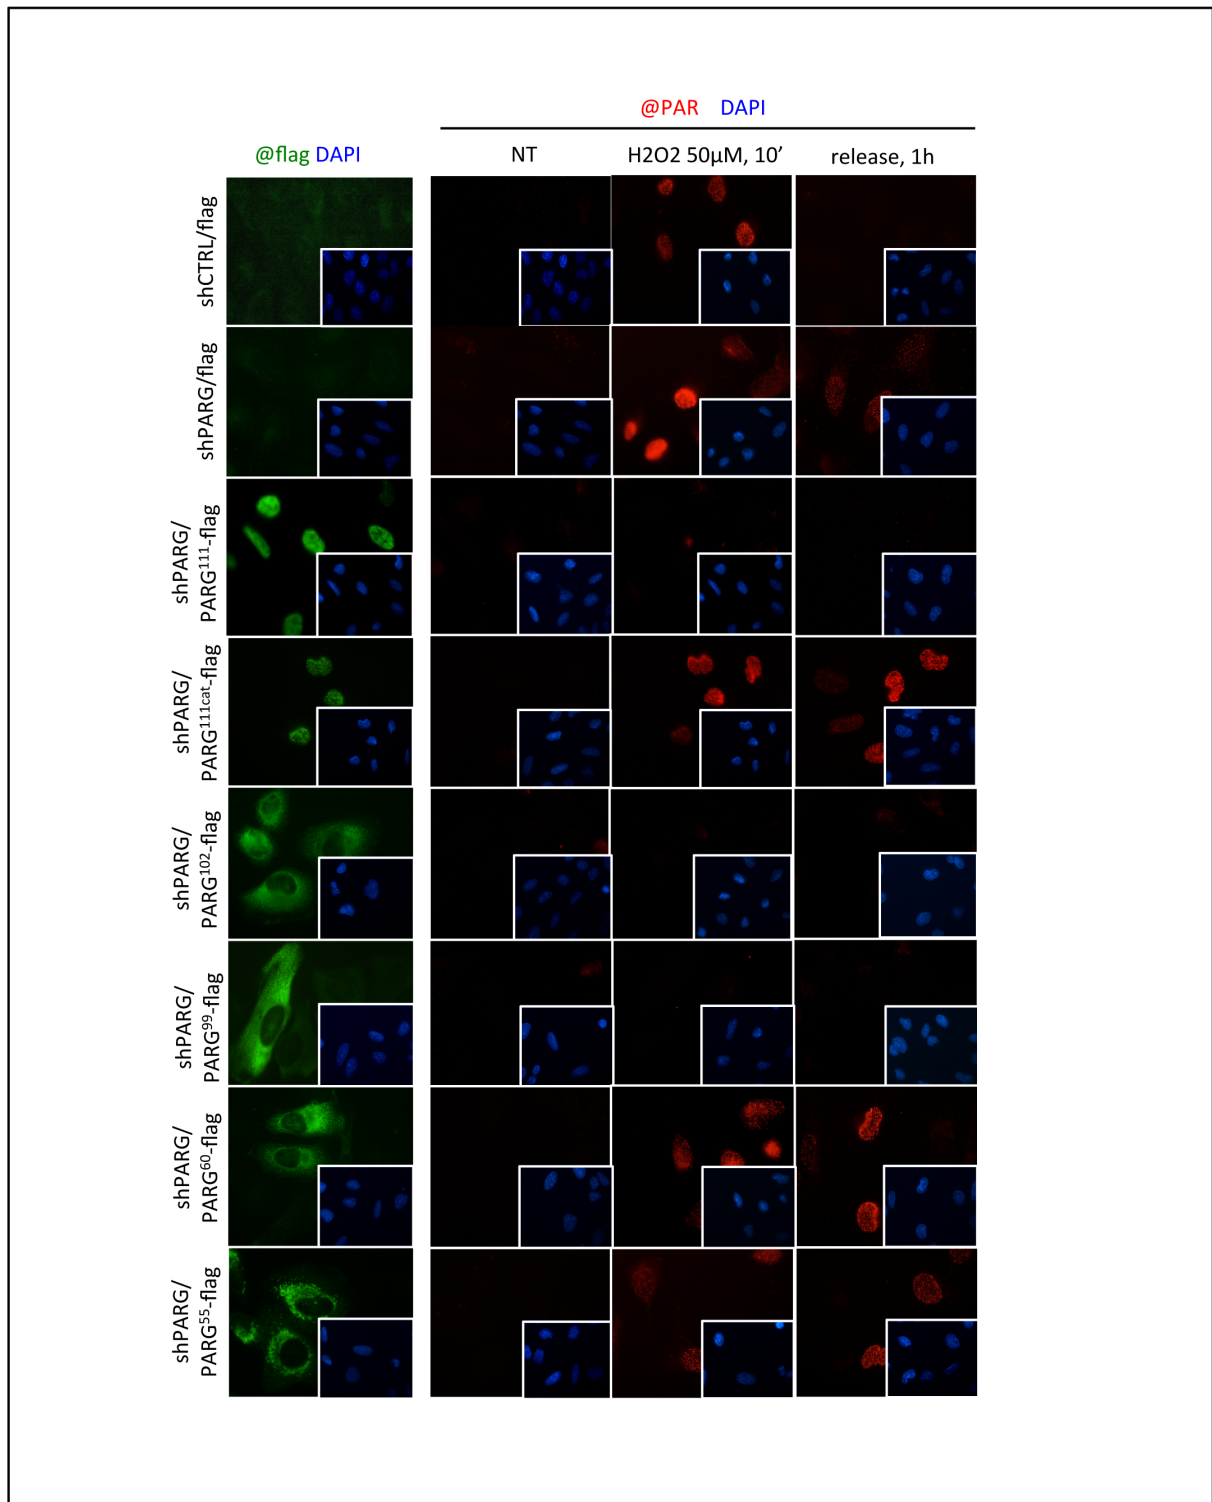 @PAR DAPI
@flag DAPI
NT
H2O2 50µM, 10’
release, 1h
shCTRL/flag
shPARG/flag
shPARG/
PARG¹¹¹-flag
shPARG/
PARG¹¹¹ᶜᵃᵗ-flag
shPARG/
PARG¹⁰²-flag
shPARG/
PARG⁹⁹-flag
shPARG/
PARG⁶⁰-flag
shPARG/
PARG⁵⁵-flag